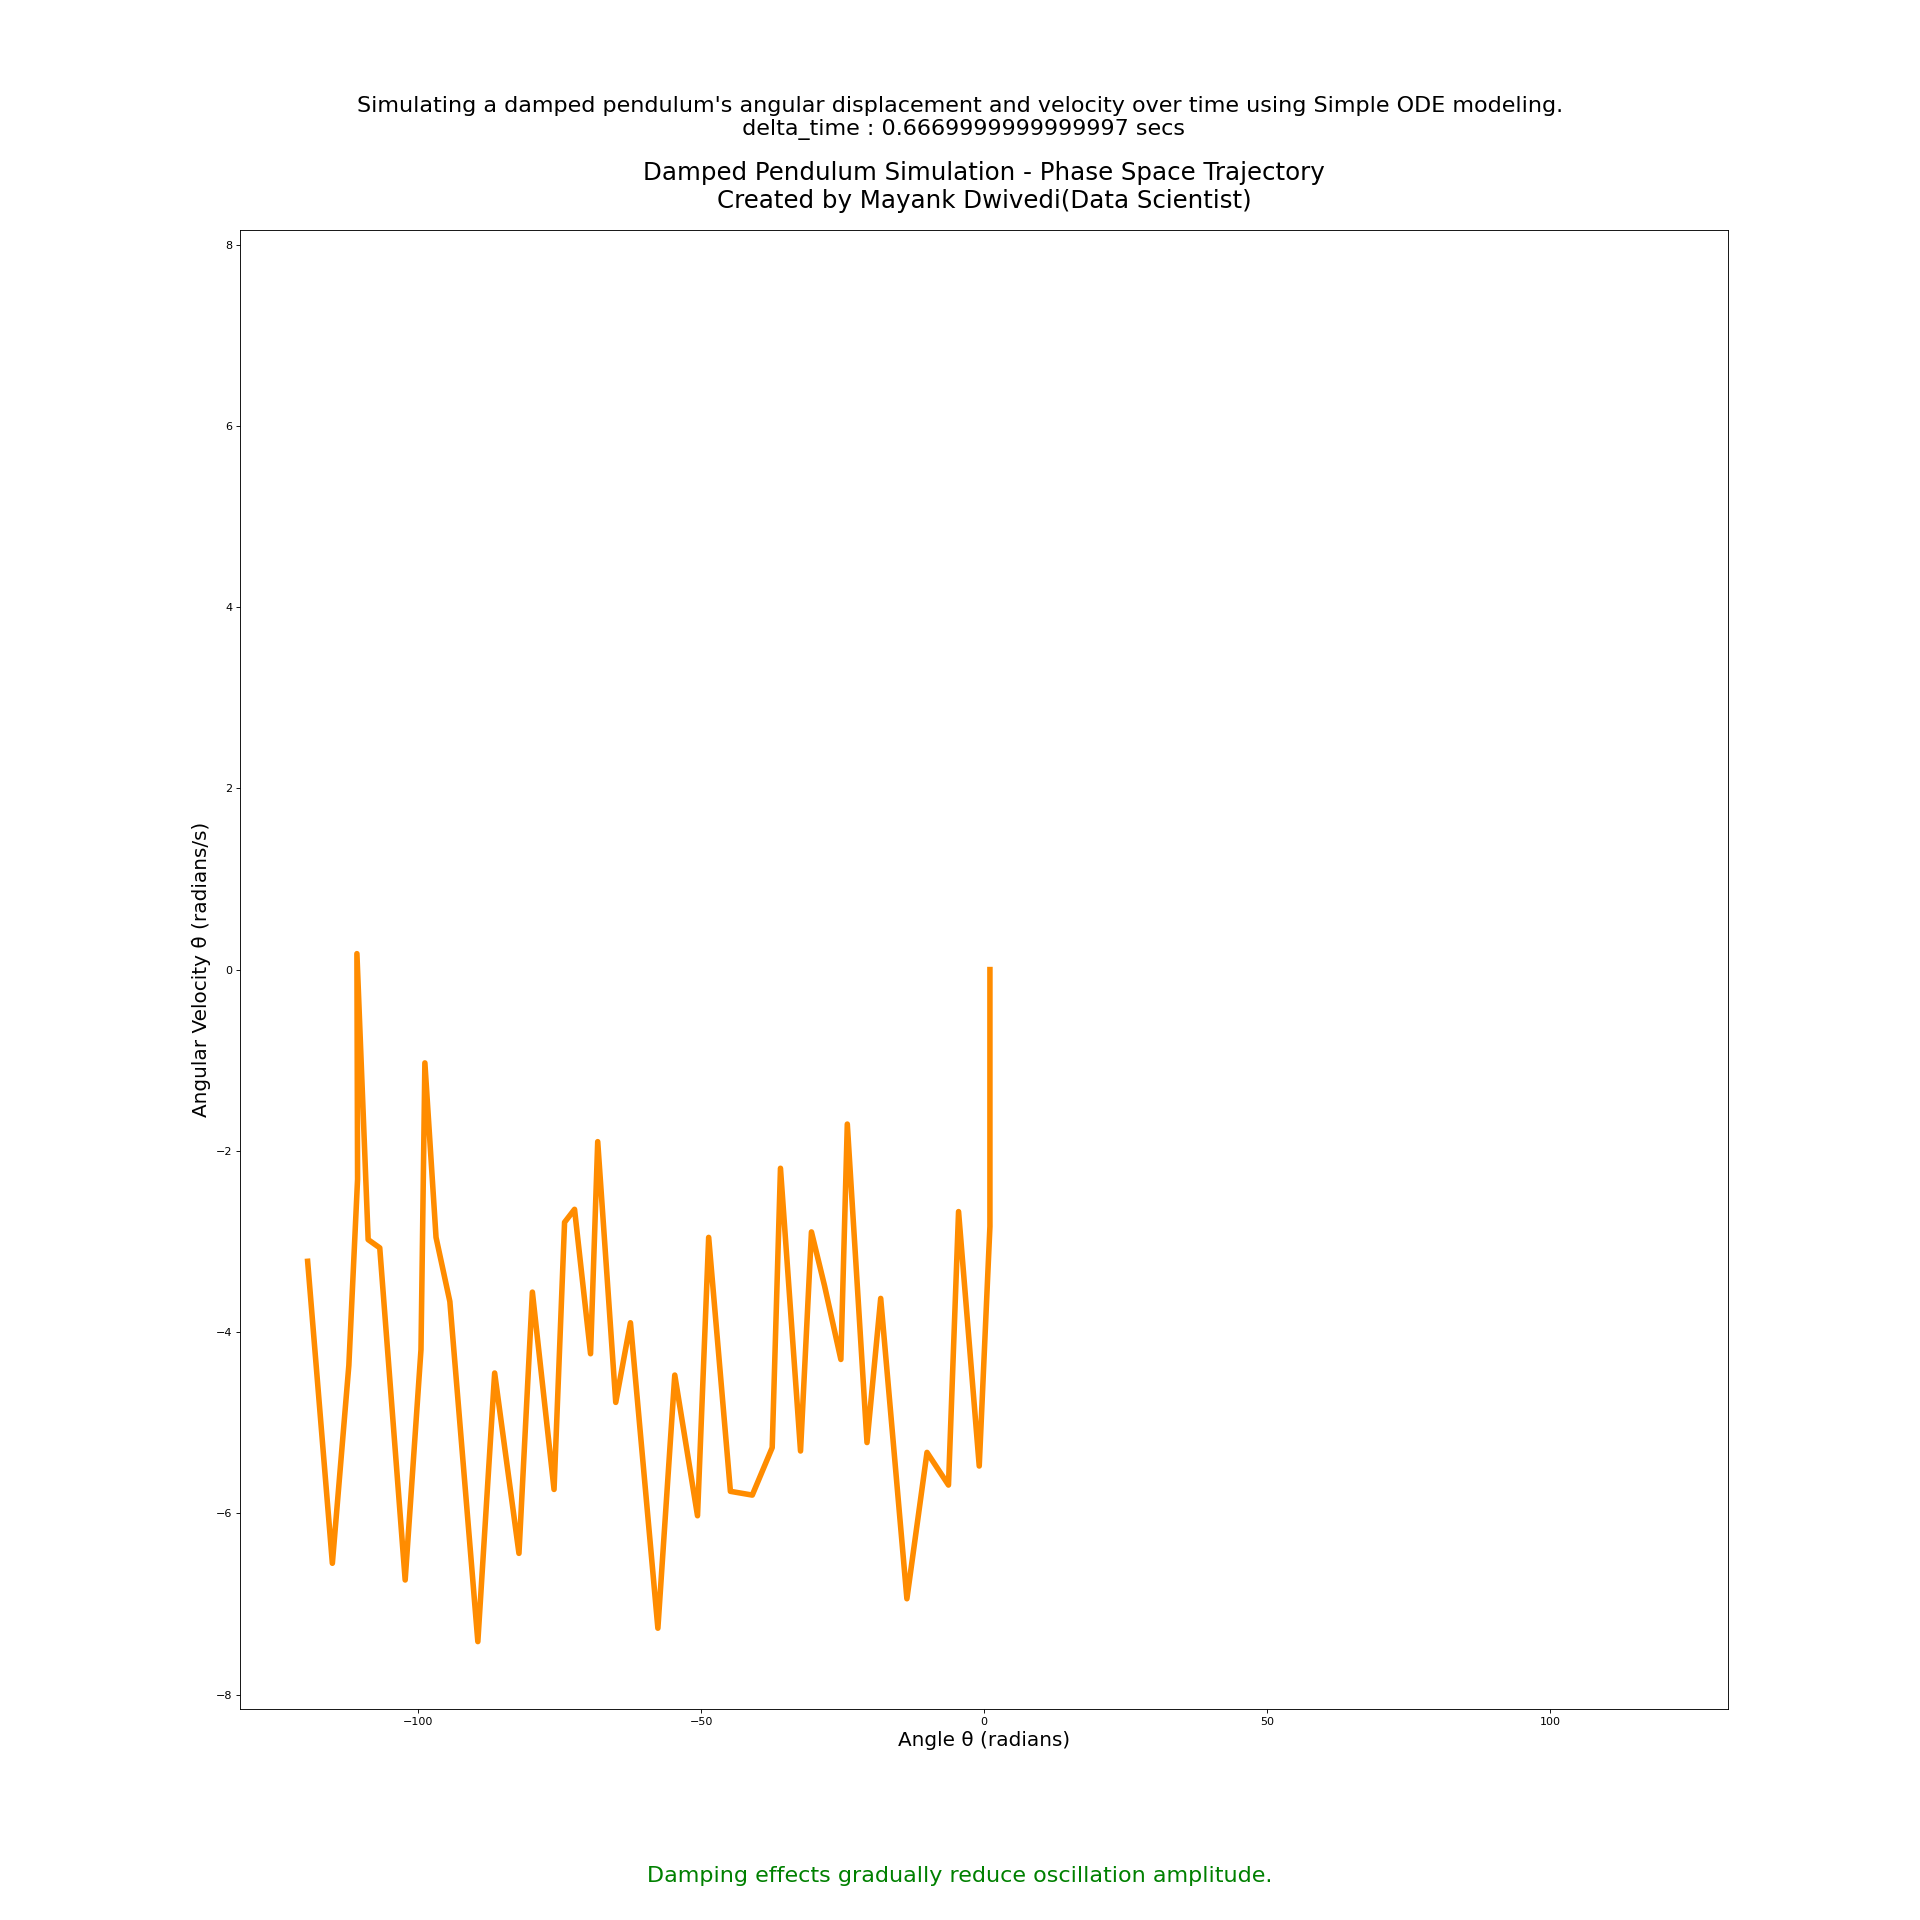 Simulating a damped pendulum's angular displacement and velocity over time using Simple ODE modeling.
delta_time : 0.6669999999999997 secs
Damped Pendulum Simulation - Phase Space Trajectory
Created by Mayank Dwivedi(Data Scientist)
8
6
4
2
0
−2
−4
−6
−8
Angular Velocity θ (radians/s)
−100
−50
0
50
100
Angle θ (radians)
Damping effects gradually reduce oscillation amplitude.